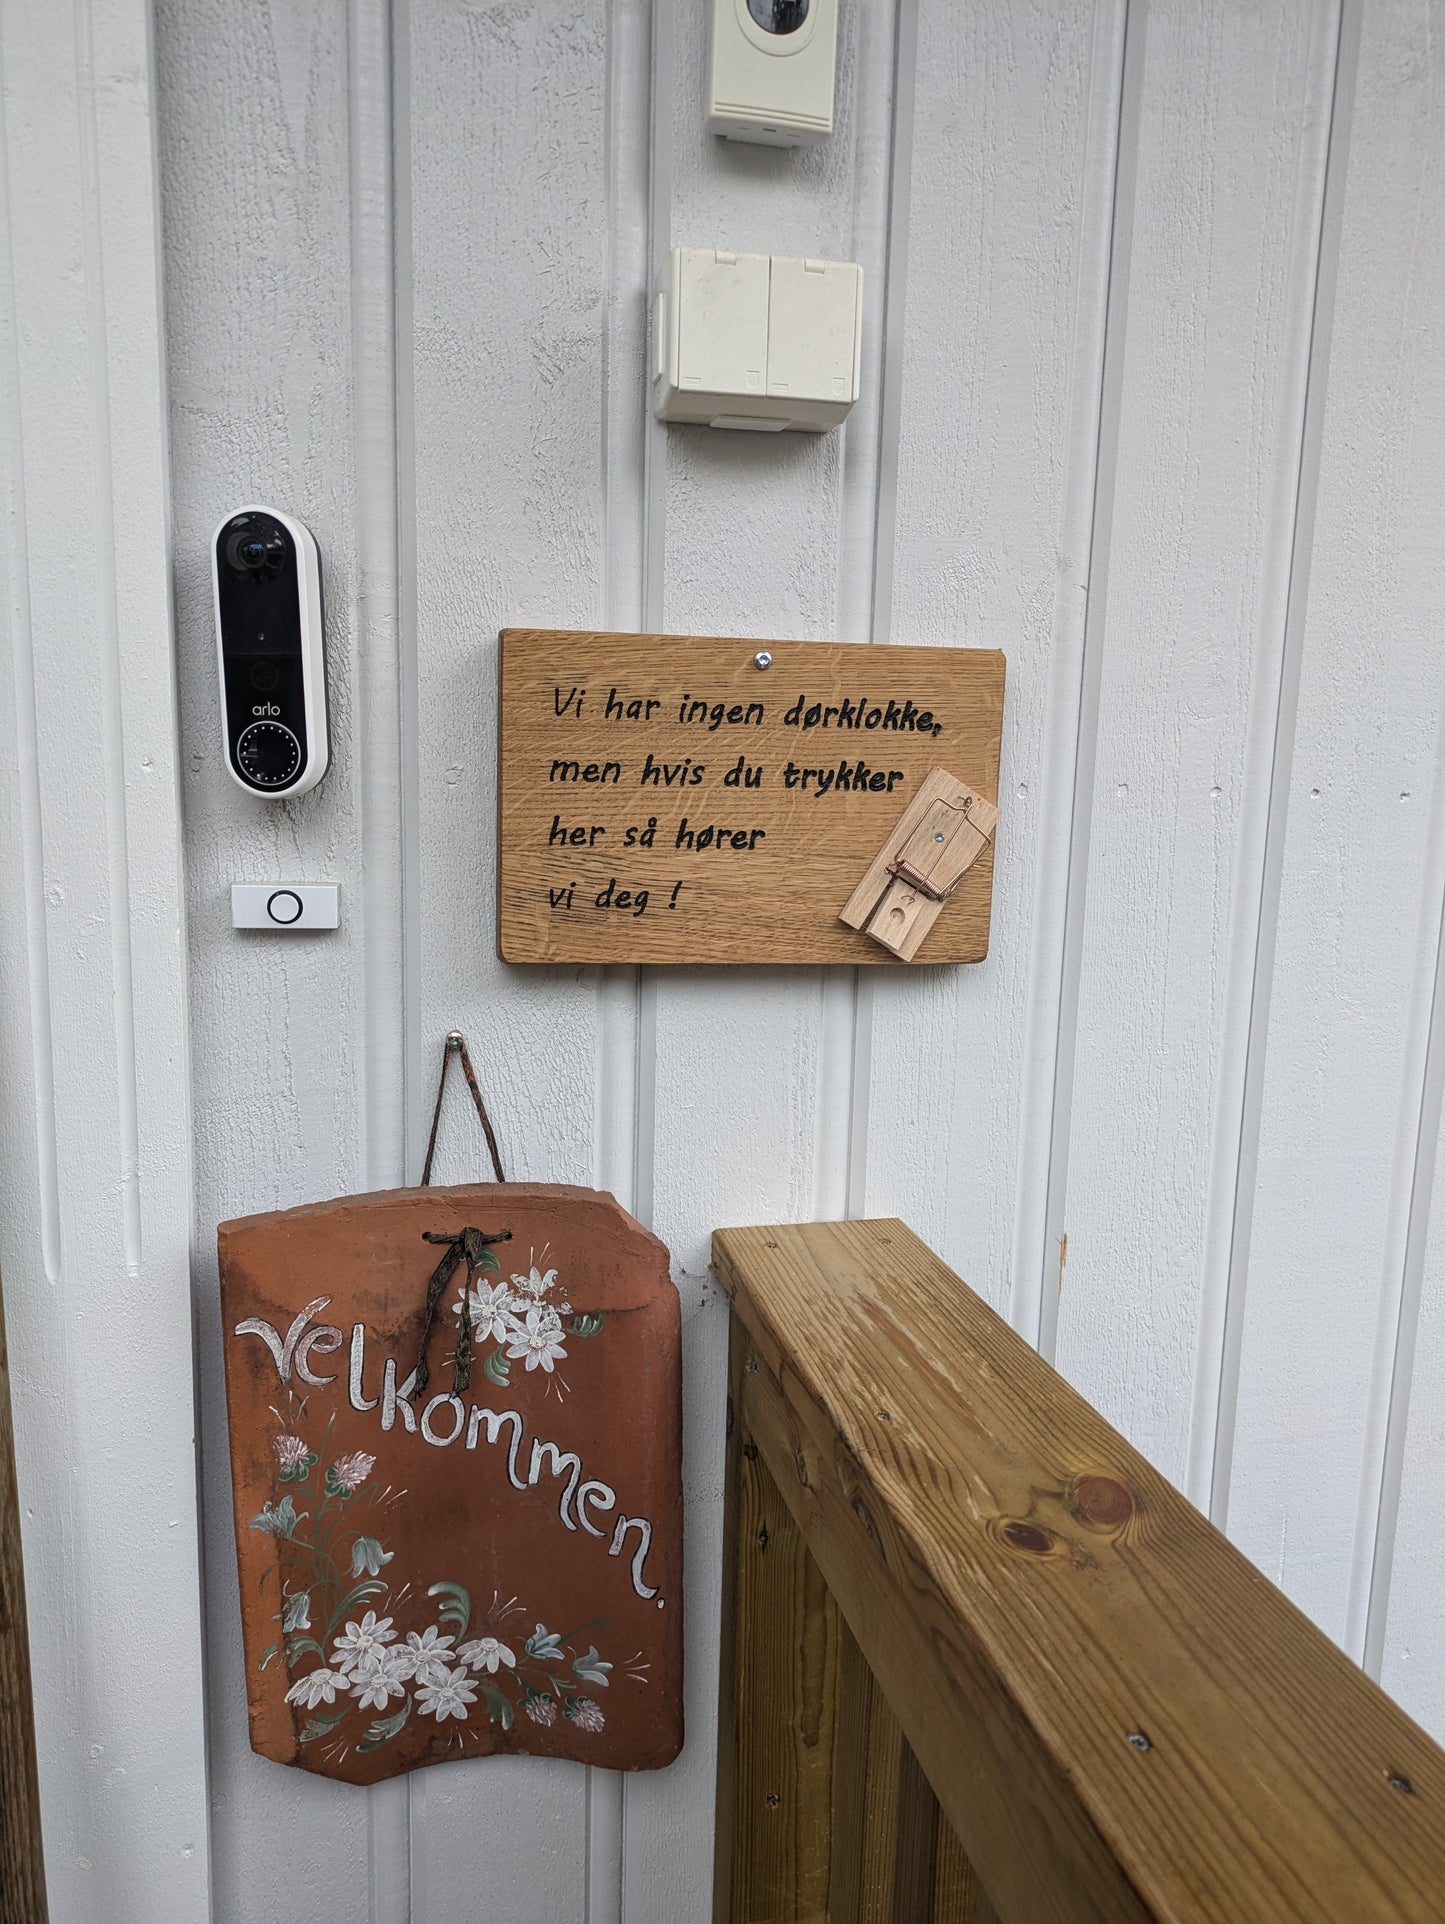 arlo
Vi har ingen dørklokke,
men hvis du trykker
her så hører
vi deg !
Velkommen.